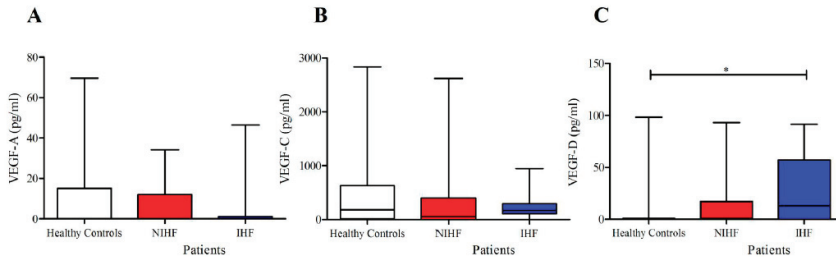 A
VEGF-A (pg/ml)
80
60
40
20
0
Healthy Controls NIHF IHF
Patients
B
VEGF-C (pg/ml)
3000
2000
1000
0
Healthy Controls NIHF IHF
Patients
C
VEGF-D (pg/ml)
150
100
50
0
*
Healthy Controls NIHF IHF
Patients